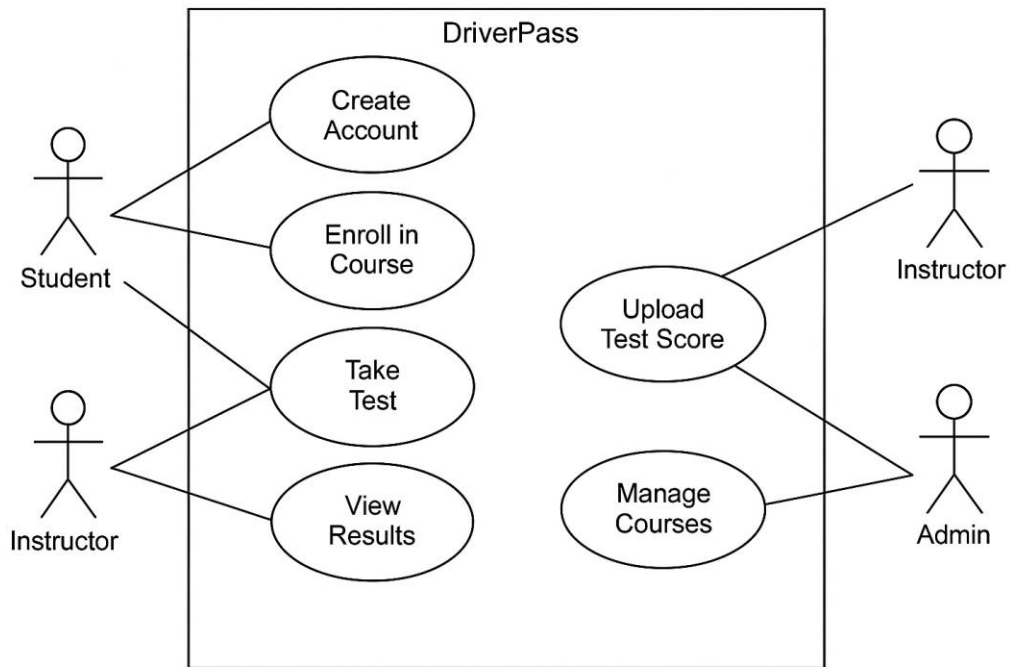 DriverPass
Create
Account
Enroll in
Course
Student
Take
Test
View
Results
Instructor
Instructor
Upload
Test Score
Manage
Courses
Admin